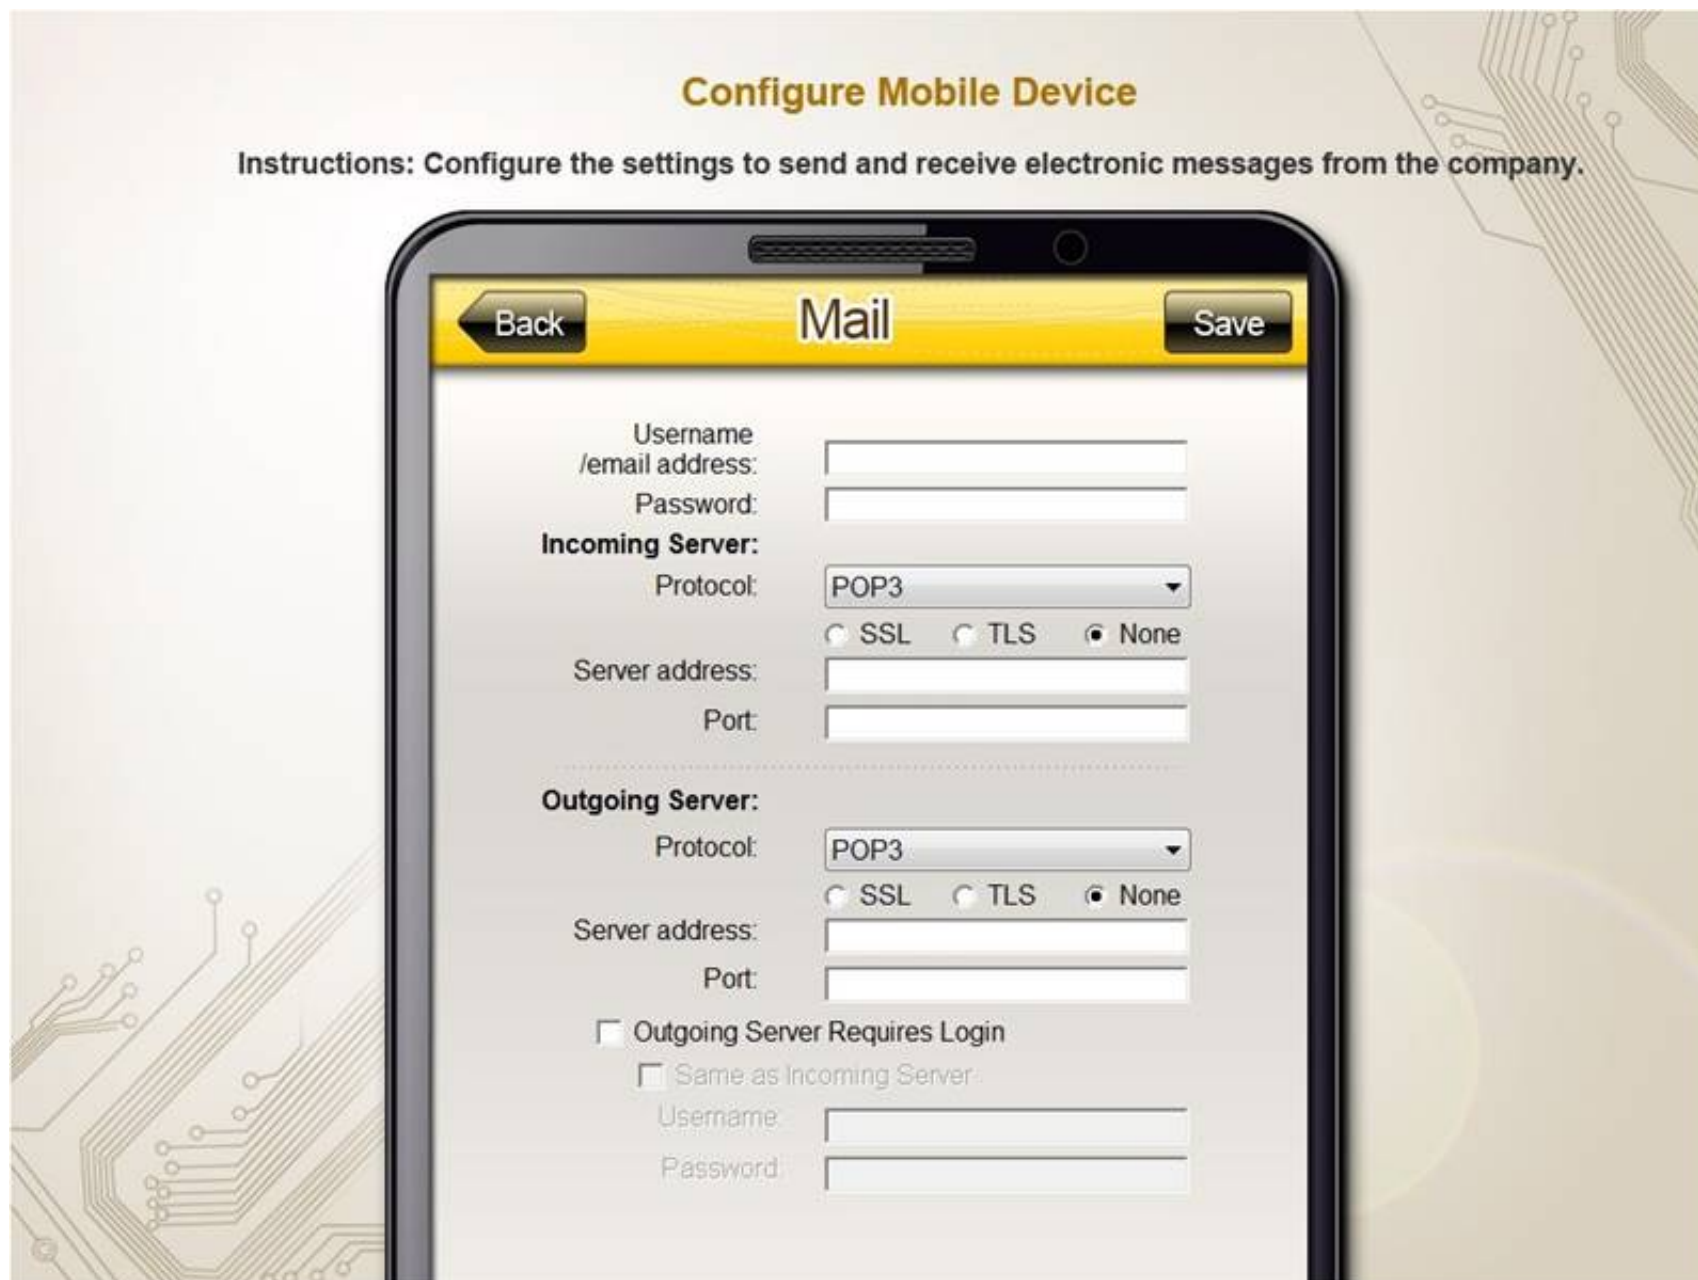 Configure Mobile Device
Instructions: Configure the settings to send and receive electronic messages from the company.
Back
Mail
Save
Username
/email address:
Password:
Incoming Server:
Protocol:
POP3
SSL TLS None
Server address:
Port:
Outgoing Server:
Protocol:
POP3
SSL TLS None
Server address:
Port:
Outgoing Server Requires Login
Same as Incoming Server
Username:
Password